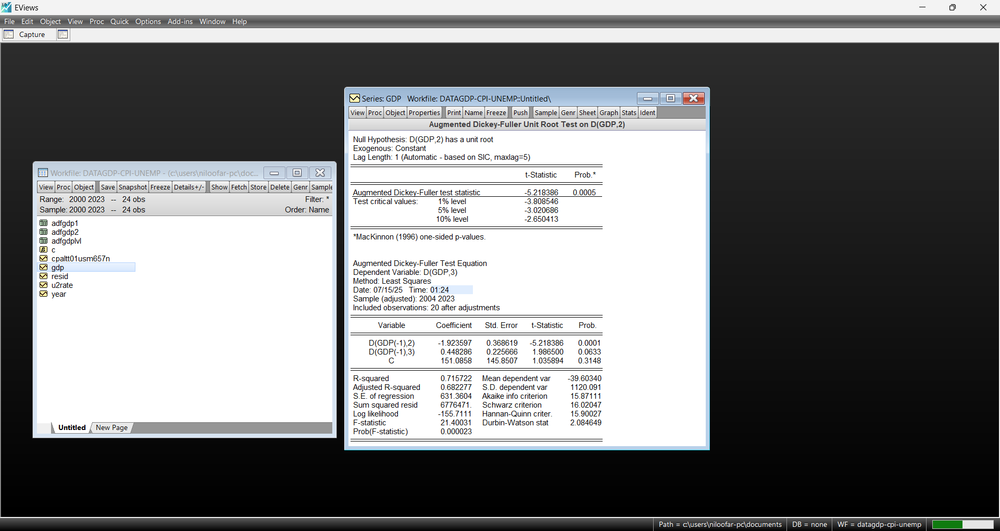 EViews
File Edit Object View Proc Quick Options Add-ins Window Help
Capture
Workfile: DATAGDP-CPI-UNEMP - (c:\users\niloofar-pc\doc...
View Proc Object Save Snapshot Freeze Details+/- Show Fetch Store Delete Genr Sample
Range: 2000 2023 -- 24 obs Filter: *
Sample: 2000 2023 -- 24 obs Order: Name
adfgdp1
adfgdp2
adfgdplvl
c
cpaltt01usm657n
gdp
resid
u2rate
year
Untitled New Page
Series: GDP Workfile: DATAGDP-CPI-UNEMP::Untitled\
View Proc Object Properties Print Name Freeze Push Sample Genr Sheet Graph Stats Ident
Augmented Dickey-Fuller Unit Root Test on D(GDP,2)
Null Hypothesis: D(GDP,2) has a unit root
Exogenous: Constant
Lag Length: 1 (Automatic - based on SIC, maxlag=5)
t-Statistic Prob.*
Augmented Dickey-Fuller test statistic -5.218386 0.0005
Test critical values: 1% level -3.808546
5% level -3.020686
10% level -2.650413
*MacKinnon (1996) one-sided p-values.
Augmented Dickey-Fuller Test Equation
Dependent Variable: D(GDP,3)
Method: Least Squares
Date: 07/15/25 Time: 01:24
Sample (adjusted): 2004 2023
Included observations: 20 after adjustments
Variable Coefficient Std. Error t-Statistic Prob.
D(GDP(-1),2) -1.923597 0.368619 -5.218386 0.0001
D(GDP(-1),3) 0.448286 0.225666 1.986500 0.0633
C 151.0858 145.8507 1.035894 0.3148
R-squared 0.715722 Mean dependent var -39.60340
Adjusted R-squared 0.682277 S.D. dependent var 1120.091
S.E. of regression 631.3604 Akaike info criterion 15.87111
Sum squared resid 6776471. Schwarz criterion 16.02047
Log likelihood -155.7111 Hannan-Quinn criter. 15.90027
F-statistic 21.40031 Durbin-Watson stat 2.084649
Prob(F-statistic) 0.000023
Path = c:\users\niloofar-pc\documents DB = none WF = datagdp-cpi-unemp